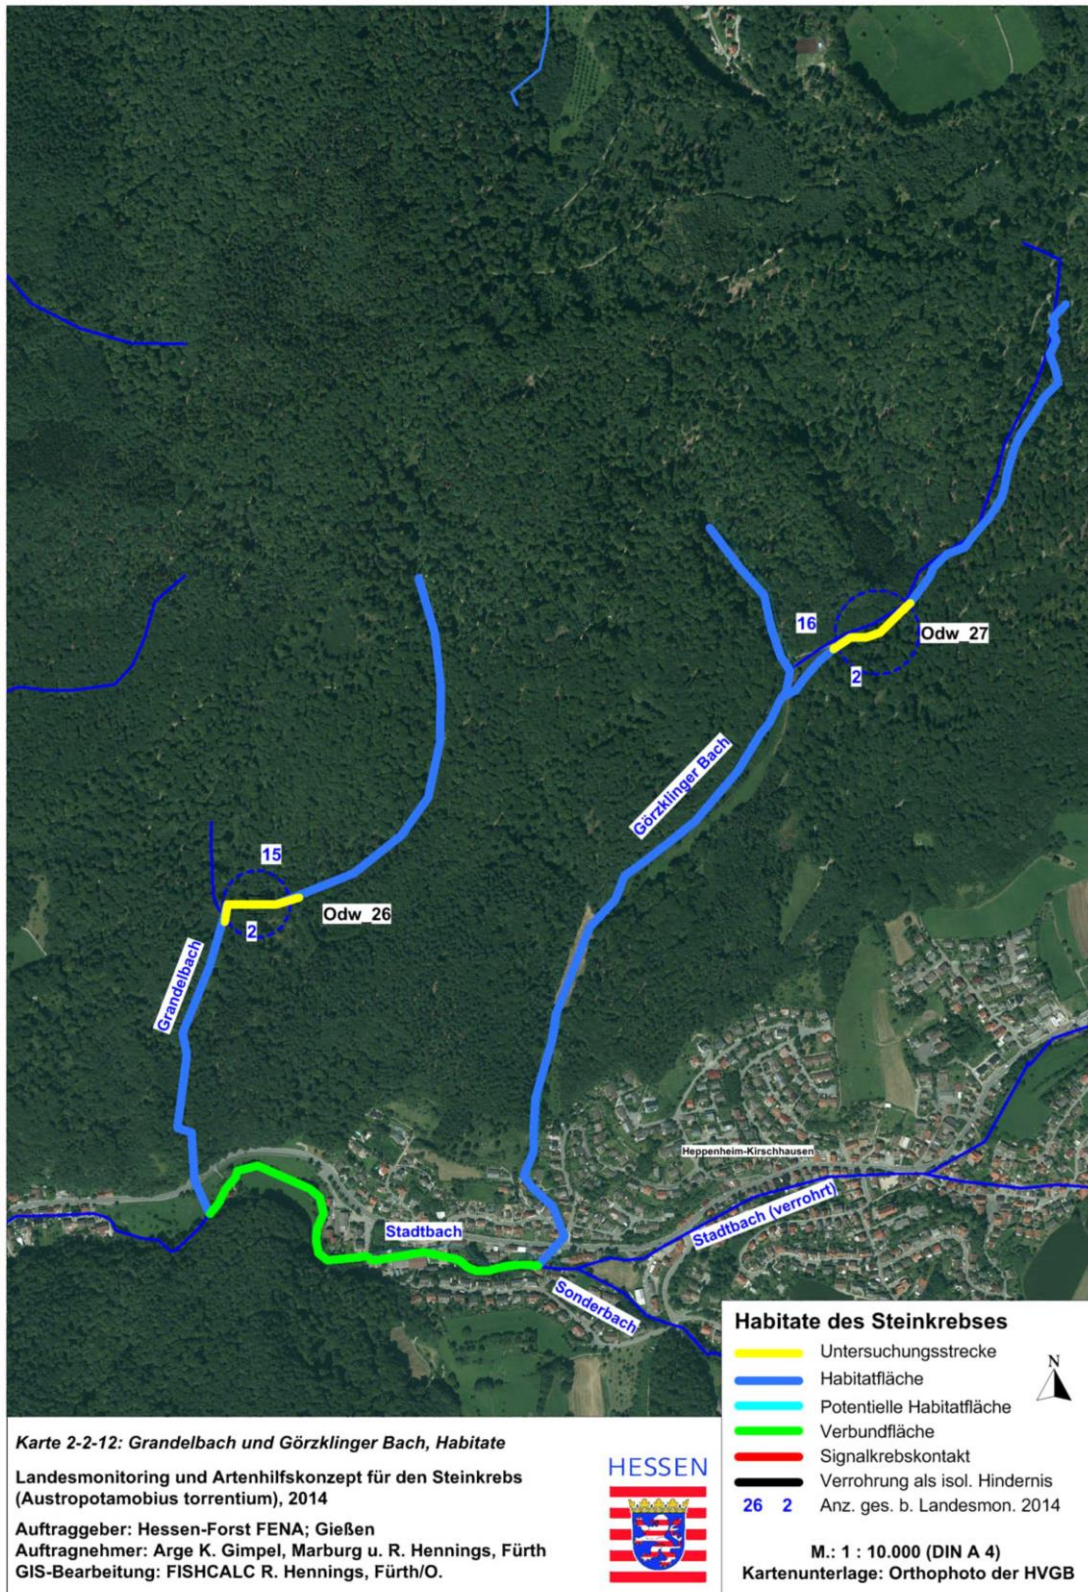 16
Odw_27
2
Görzklinger Bach
15
Odw_26
2
Grandelbach
Heppenheim-Kirschhausen
Stadtbach (verrohrt)
Stadtbach
Sonderbach
Habitate des Steinkrebses
Untersuchungsstrecke
Habitatfläche
Potentielle Habitatfläche
Verbundfläche
Signalkrebskontakt
Verrohrung als isol. Hindernis
26 2 Anz. ges. b. Landesmon. 2014
N
M.: 1 : 10.000 (DIN A 4)
Kartenunterlage: Orthophoto der HVGB
Karte 2-2-12: Grandelbach und Görzklinger Bach, Habitate
Landesmonitoring und Artenhilfskonzept für den Steinkrebs
(Austropotamobius torrentium), 2014
Auftraggeber: Hessen-Forst FENA; Gießen
Auftragnehmer: Arge K. Gimpel, Marburg u. R. Hennings, Fürth
GIS-Bearbeitung: FISHCALC R. Hennings, Fürth/O.
HESSEN